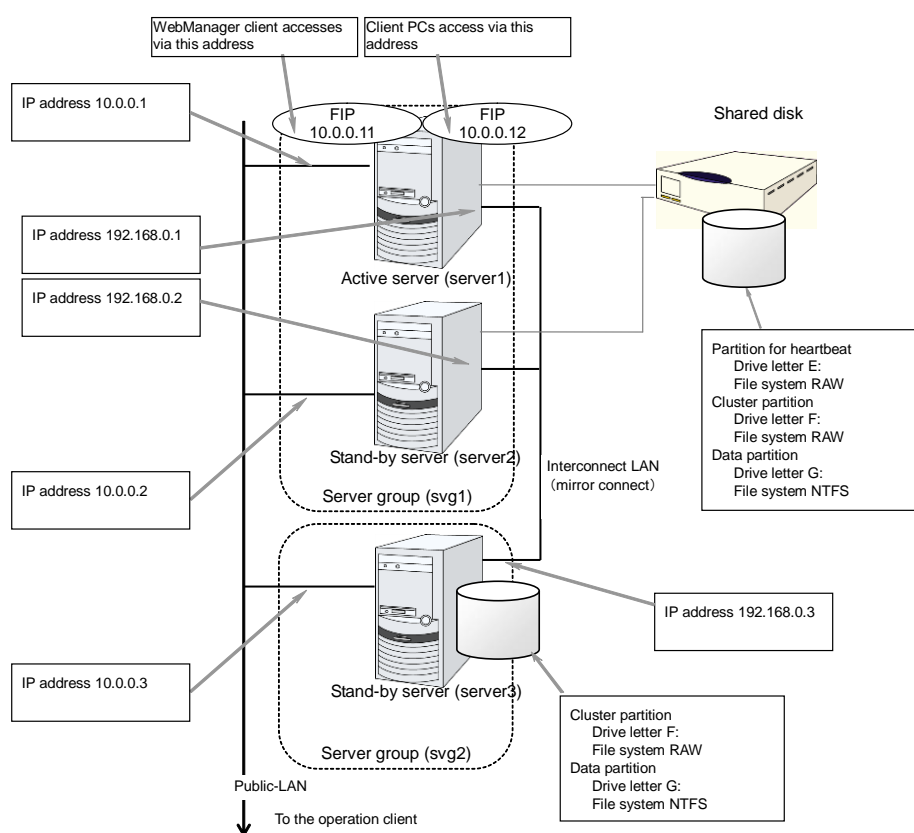 WebManager client accesses
via this address
Client PCs access via this
address
IP address 10.0.0.1
FIP
10.0.0.11
FIP
10.0.0.12
Shared disk
IP address 192.168.0.1
Active server (server1)
IP address 192.168.0.2
Partition for heartbeat
Drive letter E:
File system RAW
Cluster partition
Drive letter F:
File system RAW
Data partition
Drive letter G:
File system NTFS
Stand-by server (server2)
Interconnect LAN
(mirror connect)
IP address 10.0.0.2
Server group (svg1)
IP address 192.168.0.3
IP address 10.0.0.3
Stand-by server (server3)
Cluster partition
Drive letter F:
File system RAW
Data partition
Drive letter G:
File system NTFS
Server group (svg2)
Public-LAN
To the operation client